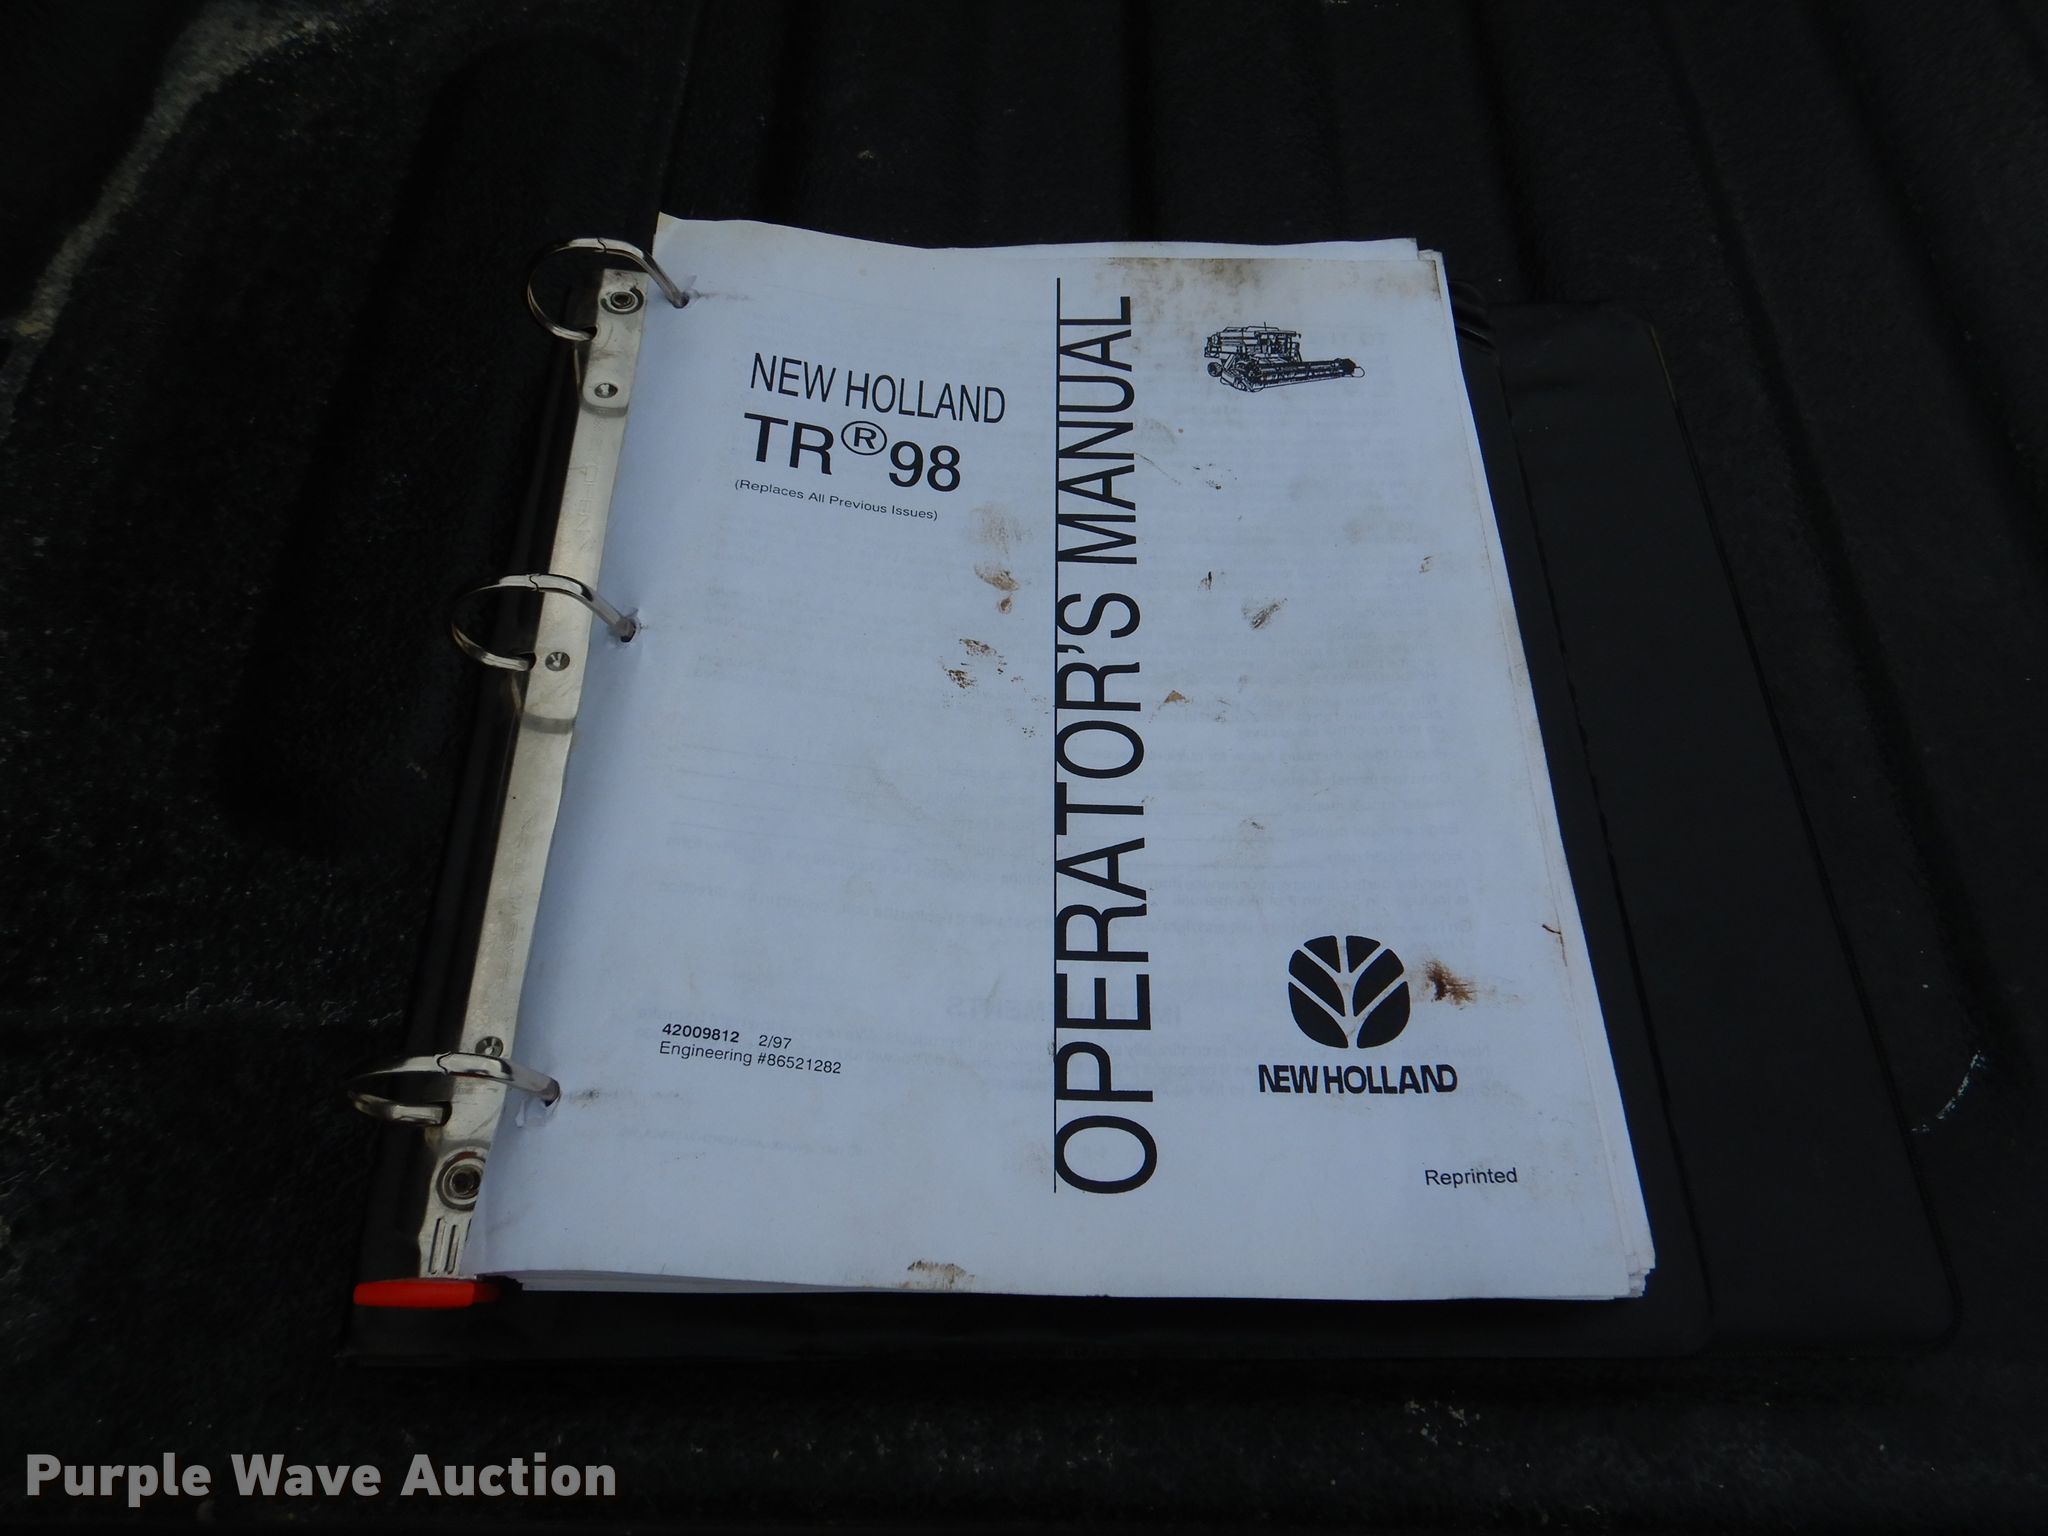 NEW HOLLAND
TR®98
(Replaces All Previous Issues)
42009812 2/97
Engineering #86521282
OPERATOR'S MANUAL
NEW HOLLAND
Reprinted
Purple Wave Auction